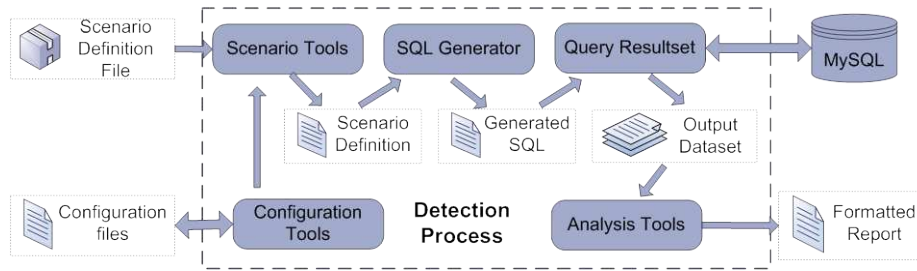 Scenario
Definition
File
Scenario Tools
SQL Generator
Query Resultset
MySQL
Scenario
Definition
Generated
SQL
Output
Dataset
Configuration
files
Configuration
Tools
Detection
Process
Analysis Tools
Formatted
Report